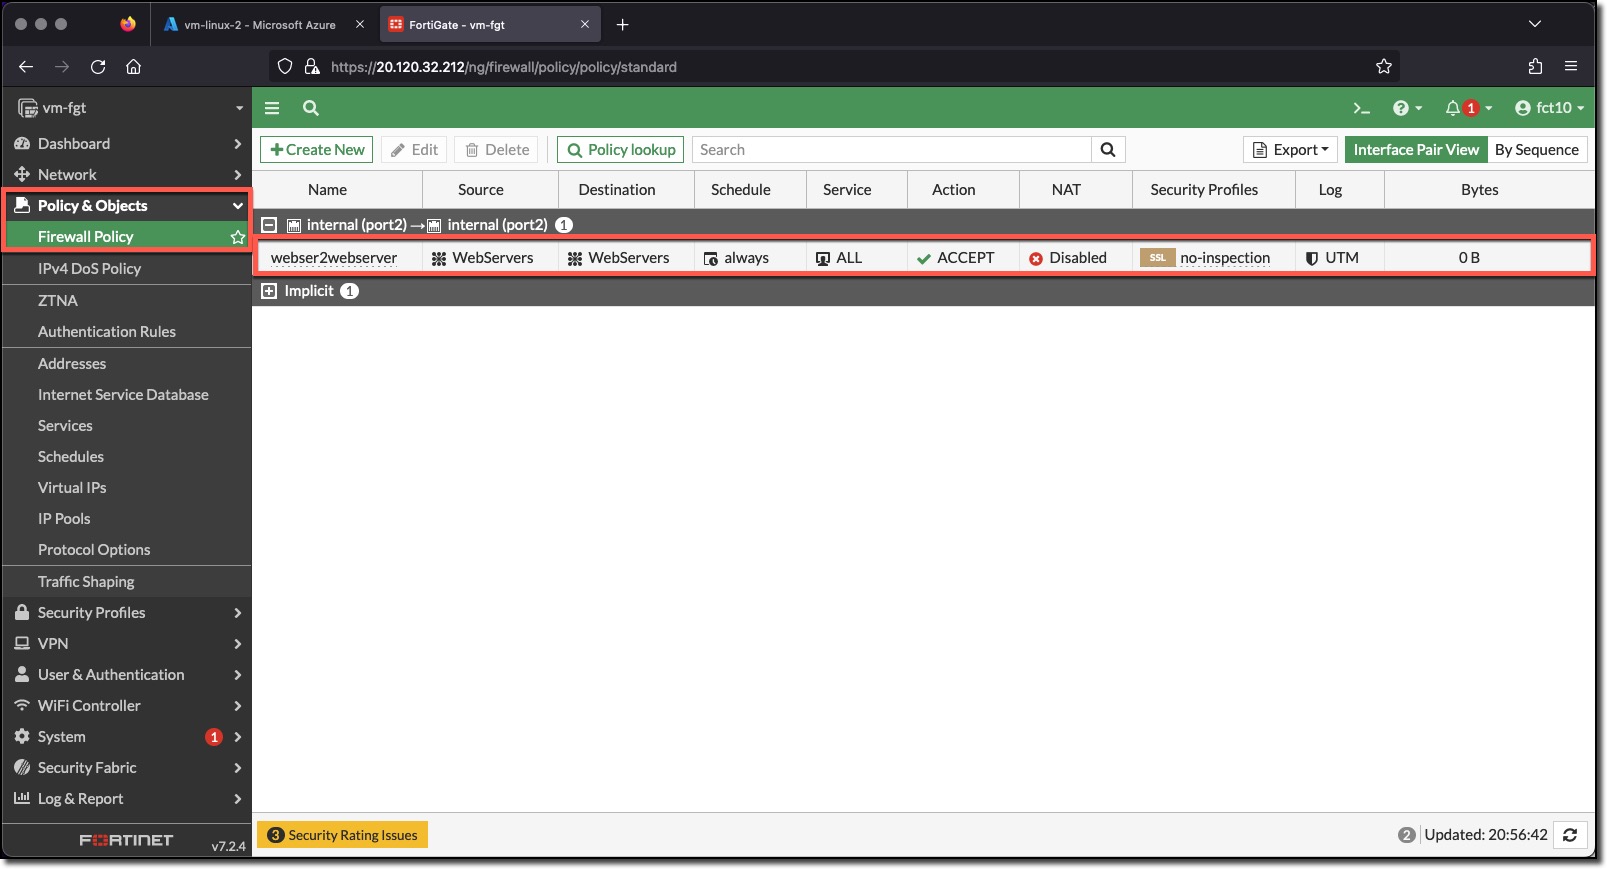 vm-linux-2 - Microsoft Azure
FortiGate - vm-fgt
https://20.120.32.212/ng/firewall/policy/policy/standard
vm-fgt
1
fct10
Dashboard
Network
Policy & Objects
Firewall Policy
IPv4 DoS Policy
ZTNA
Authentication Rules
Addresses
Internet Service Database
Services
Schedules
Virtual IPs
IP Pools
Protocol Options
Traffic Shaping
Security Profiles
VPN
User & Authentication
WiFi Controller
System 1
Security Fabric
Log & Report
FORTINET v7.2.4
Create New Edit Delete Policy lookup Search Export Interface Pair View By Sequence
Name Source Destination Schedule Service Action NAT Security Profiles Log Bytes
internal (port2) → internal (port2) 1
webser2webserver WebServers WebServers always ALL ACCEPT Disabled SSL no-inspection UTM 0 B
Implicit 1
3 Security Rating Issues
2 Updated: 20:56:42